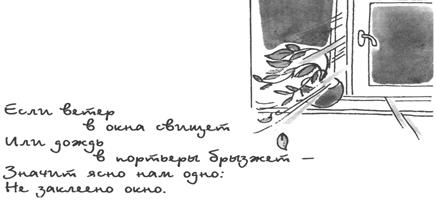 Если ветер
в окна свищет
Или дождь
в портьеры брызжет —
Значит ясно нам одно:
Не заклеено окно.